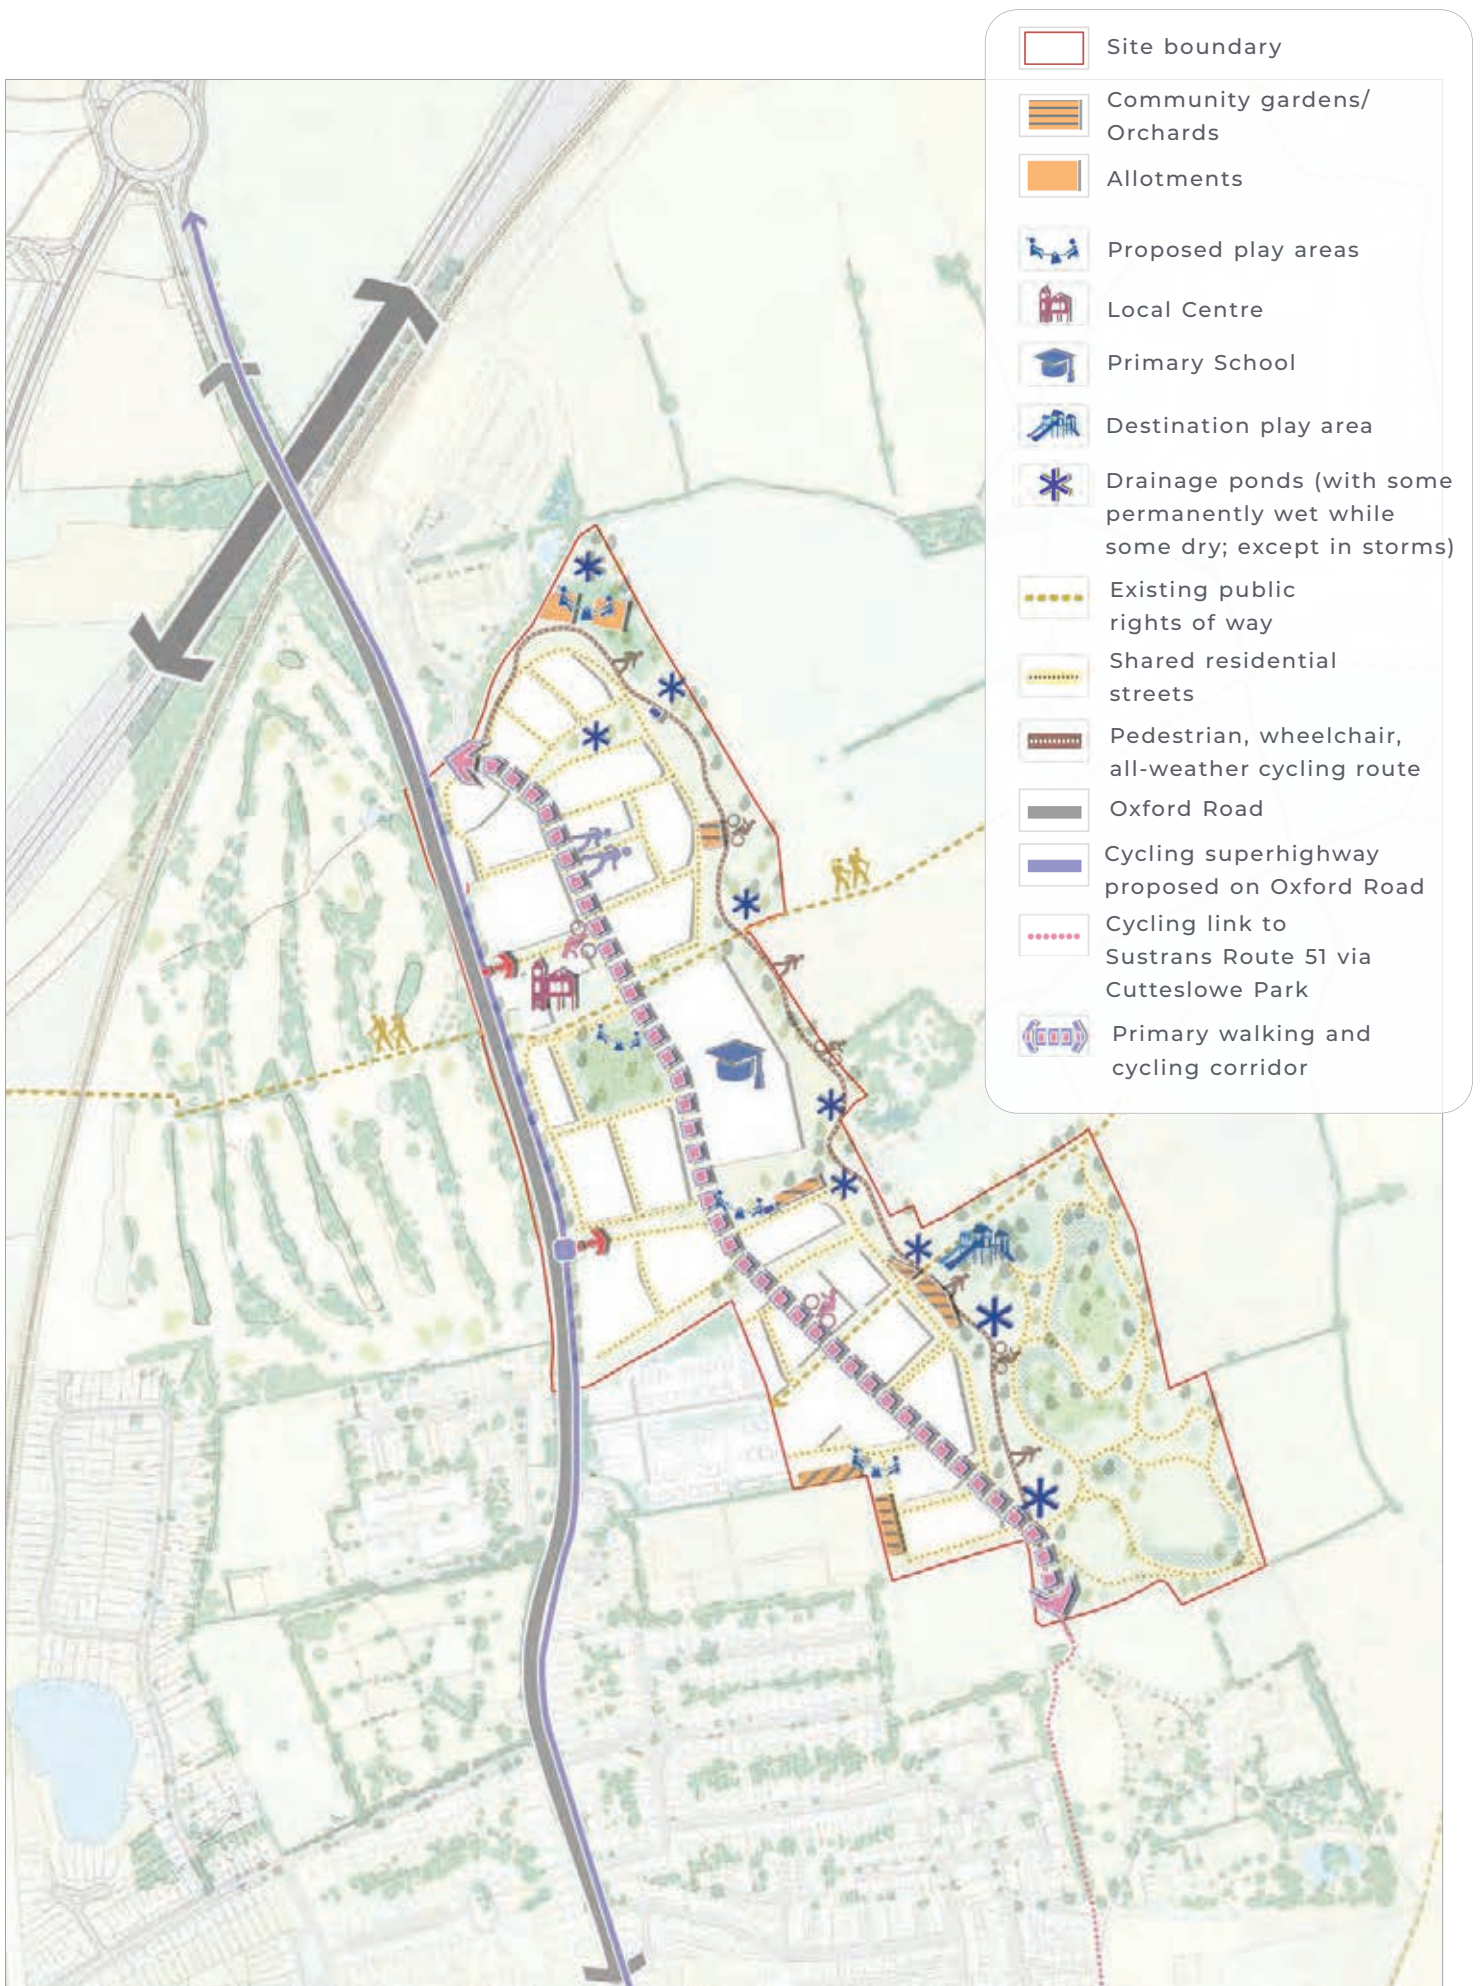 Site boundary
Community gardens/
Orchards
Allotments
Proposed play areas
Local Centre
Primary School
Destination play area
Drainage ponds (with some
permanently wet while
some dry; except in storms)
Existing public
rights of way
Shared residential
streets
Pedestrian, wheelchair,
all-weather cycling route
Oxford Road
Cycling superhighway
proposed on Oxford Road
Cycling link to
Sustrans Route 51 via
Cutteslowe Park
Primary walking and
cycling corridor